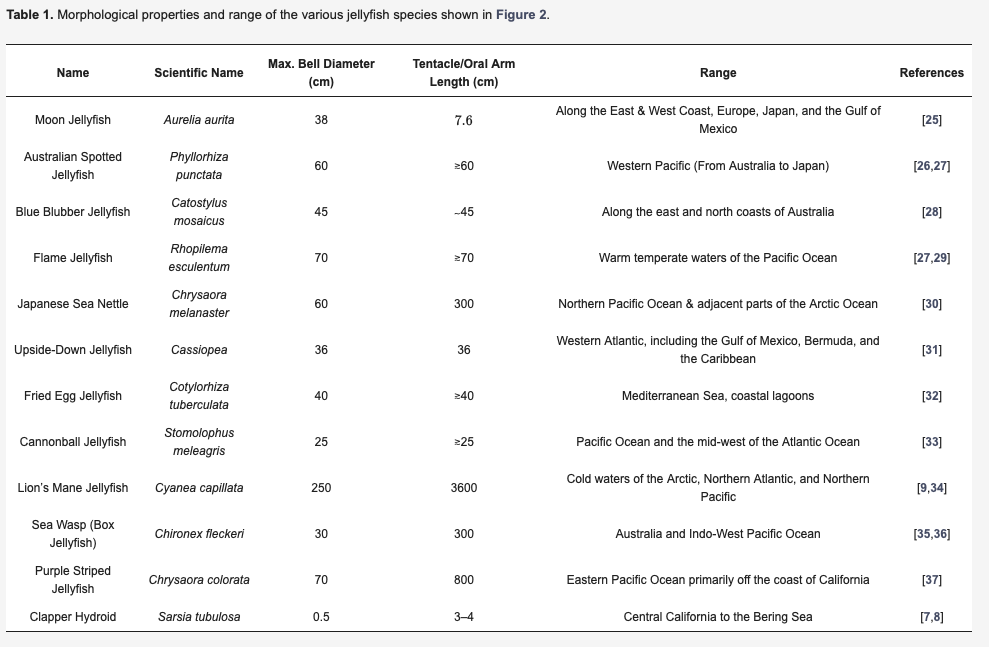 Table 1. Morphological properties and range of the various jellyfish species shown in Figure 2.
Name Scientific Name Max. Bell Diameter (cm) Tentacle/Oral Arm Length (cm) Range References
Moon Jellyfish Aurelia aurita 38 7.6 Along the East & West Coast, Europe, Japan, and the Gulf of Mexico [25]
Australian Spotted Jellyfish Phyllorhiza punctata 60 ≥60 Western Pacific (From Australia to Japan) [26,27]
Blue Blubber Jellyfish Catostylus mosaicus 45 ~45 Along the east and north coasts of Australia [28]
Flame Jellyfish Rhopilema esculentum 70 ≥70 Warm temperate waters of the Pacific Ocean [27,29]
Japanese Sea Nettle Chrysaora melanaster 60 300 Northern Pacific Ocean & adjacent parts of the Arctic Ocean [30]
Upside-Down Jellyfish Cassiopea 36 36 Western Atlantic, including the Gulf of Mexico, Bermuda, and the Caribbean [31]
Fried Egg Jellyfish Cotylorhiza tuberculata 40 ≥40 Mediterranean Sea, coastal lagoons [32]
Cannonball Jellyfish Stomolophus meleagris 25 ≥25 Pacific Ocean and the mid-west of the Atlantic Ocean [33]
Lion's Mane Jellyfish Cyanea capillata 250 3600 Cold waters of the Arctic, Northern Atlantic, and Northern Pacific [9,34]
Sea Wasp (Box Jellyfish) Chironex fleckeri 30 300 Australia and Indo-West Pacific Ocean [35,36]
Purple Striped Jellyfish Chrysaora colorata 70 800 Eastern Pacific Ocean primarily off the coast of California [37]
Clapper Hydroid Sarsia tubulosa 0.5 3–4 Central California to the Bering Sea [7,8]